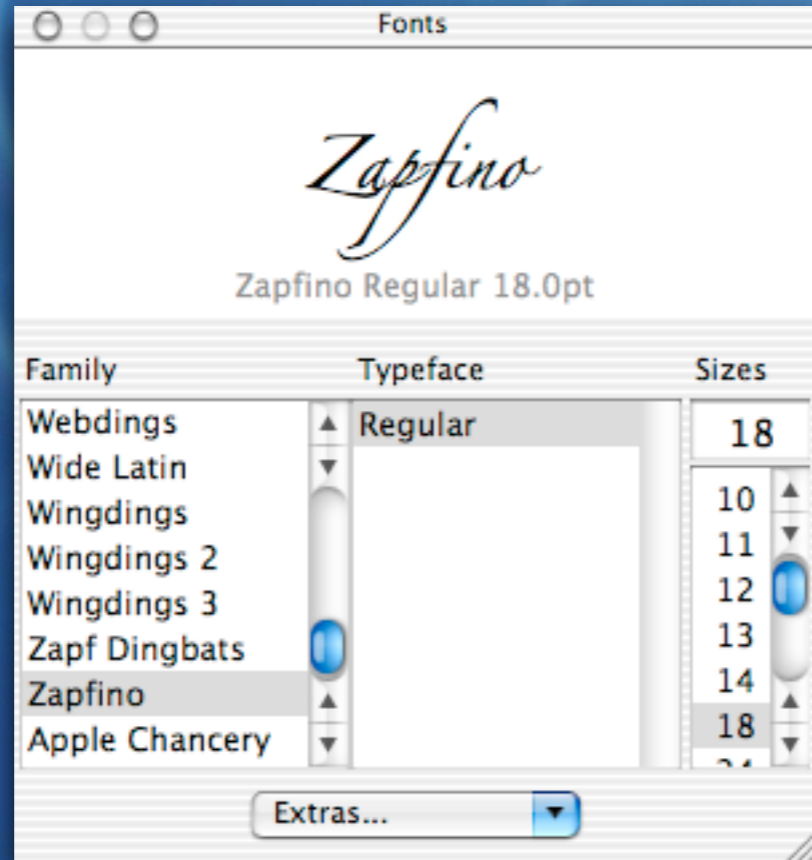 Fonts
Zapfino
Zapfino Regular 18.0pt
Family Typeface Sizes
Webdings Regular 18
Wide Latin
Wingdings 10
Wingdings 2 11
Wingdings 3 12
13
Zapf Dingbats 14
Zapfino 18
Apple Chancery
Extras...